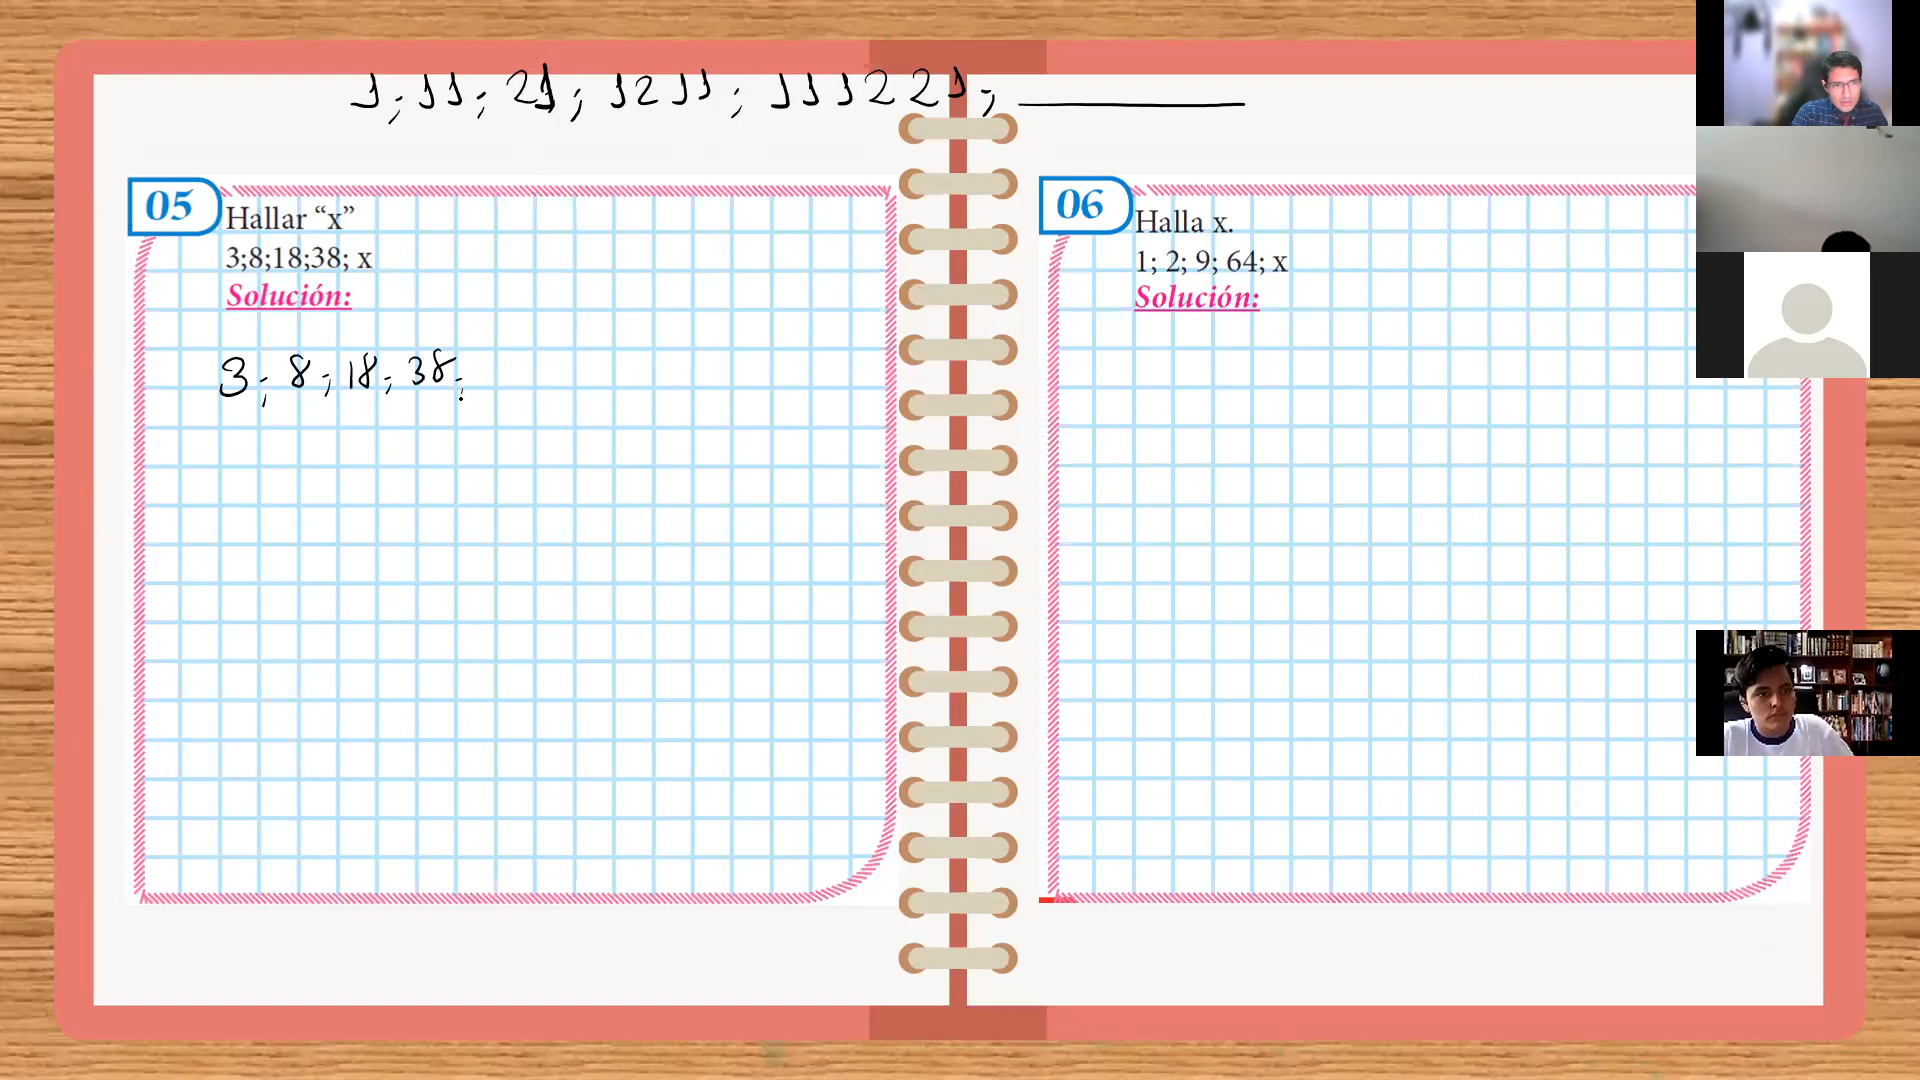 1; 11; 21; 1211; 111221;
05
Hallar “x”
3;8;18;38; x
Solución:
3; 8; 18; 38;
06
Halla x.
1; 2; 9; 64; x
Solución: